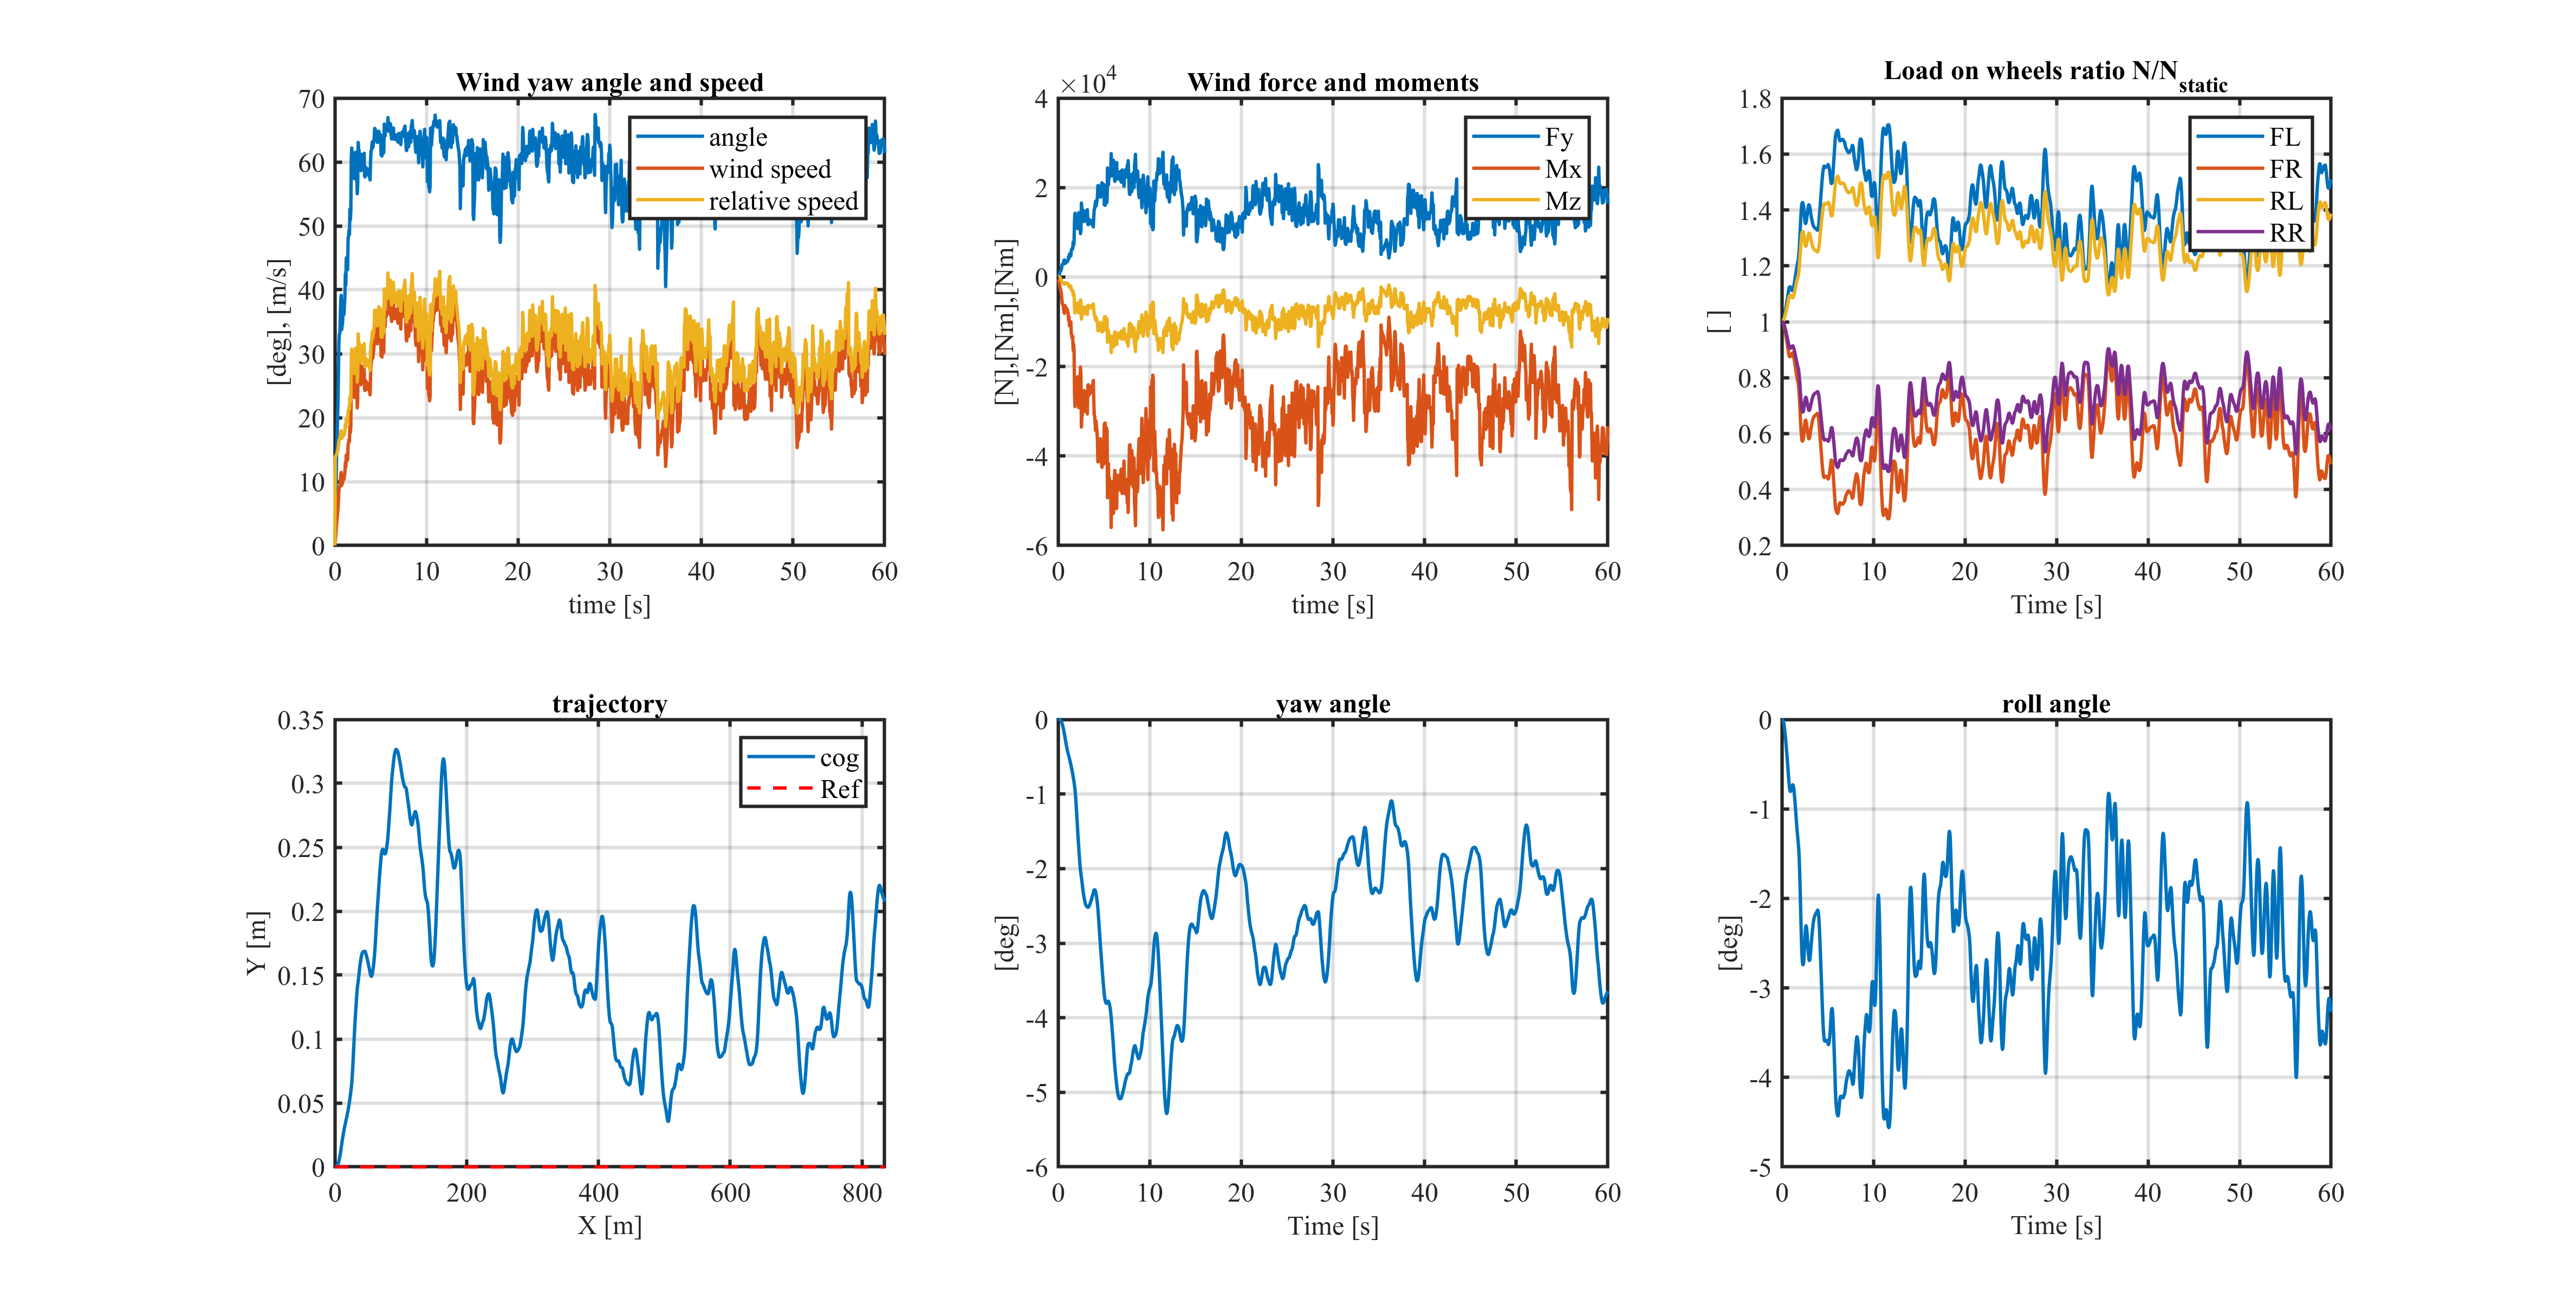 Wind yaw angle and speed
70
60
50
40
30
20
10
0
[deg], [m/s]
angle
wind speed
relative speed
0 10 20 30 40 50 60
time [s]
×10⁴
Wind force and moments
4
2
0
-2
-4
-6
[N],[Nm],[Nm]
Fy
Mx
Mz
0 10 20 30 40 50 60
time [s]
Load on wheels ratio N/Nstatic
1.8
1.6
1.4
1.2
1
0.8
0.6
0.4
0.2
[ ]
FL
FR
RL
RR
0 10 20 30 40 50 60
Time [s]
trajectory
0.35
0.3
0.25
0.2
0.15
0.1
0.05
0
Y [m]
cog
Ref
0 200 400 600 800
X [m]
yaw angle
0
-1
-2
-3
-4
-5
-6
[deg]
0 10 20 30 40 50 60
Time [s]
roll angle
0
-1
-2
-3
-4
-5
[deg]
0 10 20 30 40 50 60
Time [s]